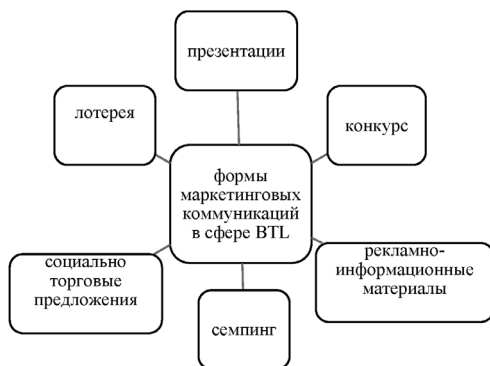 презентации
лотерея
конкурс
формы
маркетинговых
коммуникаций
в сфере BTL
социально
торговые
предложения
рекламно-
информационные
материалы
семпинг